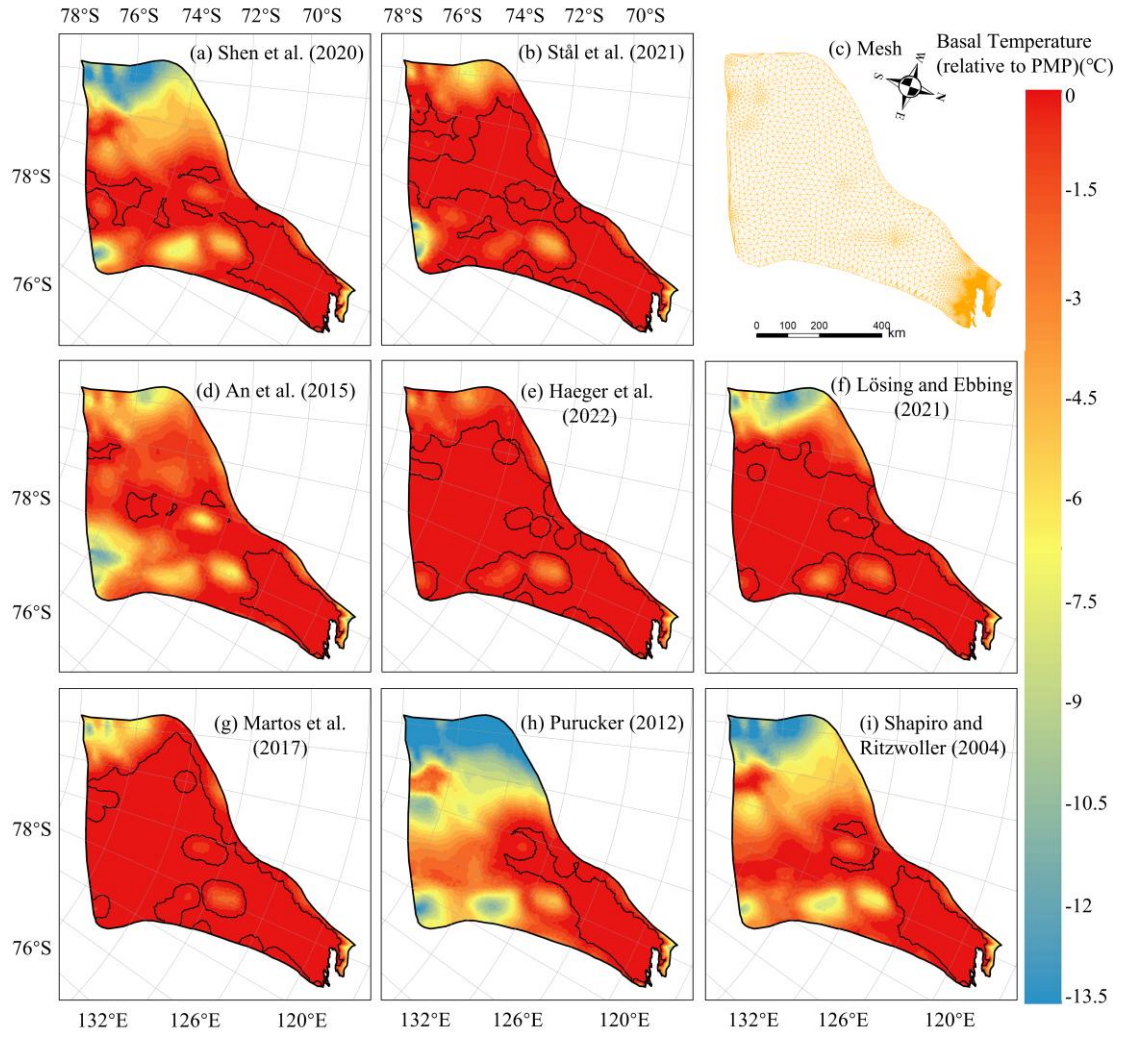 78°S 76°S 74°S 72°S 70°S
78°S 76°S 74°S 72°S 70°S
(a) Shen et al. (2020)
(b) Stål et al. (2021)
(c) Mesh
W
S
N
E
Basal Temperature
(relative to PMP)(°C)
0
-1.5
-3
-4.5
-6
-7.5
-9
-10.5
-12
-13.5
78°S
76°S
0 100 200 400
km
(d) An et al. (2015)
(e) Haeger et al.
(2022)
(f) Lösing and Ebbing
(2021)
78°S
76°S
(g) Martos et al.
(2017)
(h) Purucker (2012)
(i) Shapiro and
Ritzwoller (2004)
78°S
76°S
132°E 126°E 120°E
132°E 126°E 120°E
132°E 126°E 120°E